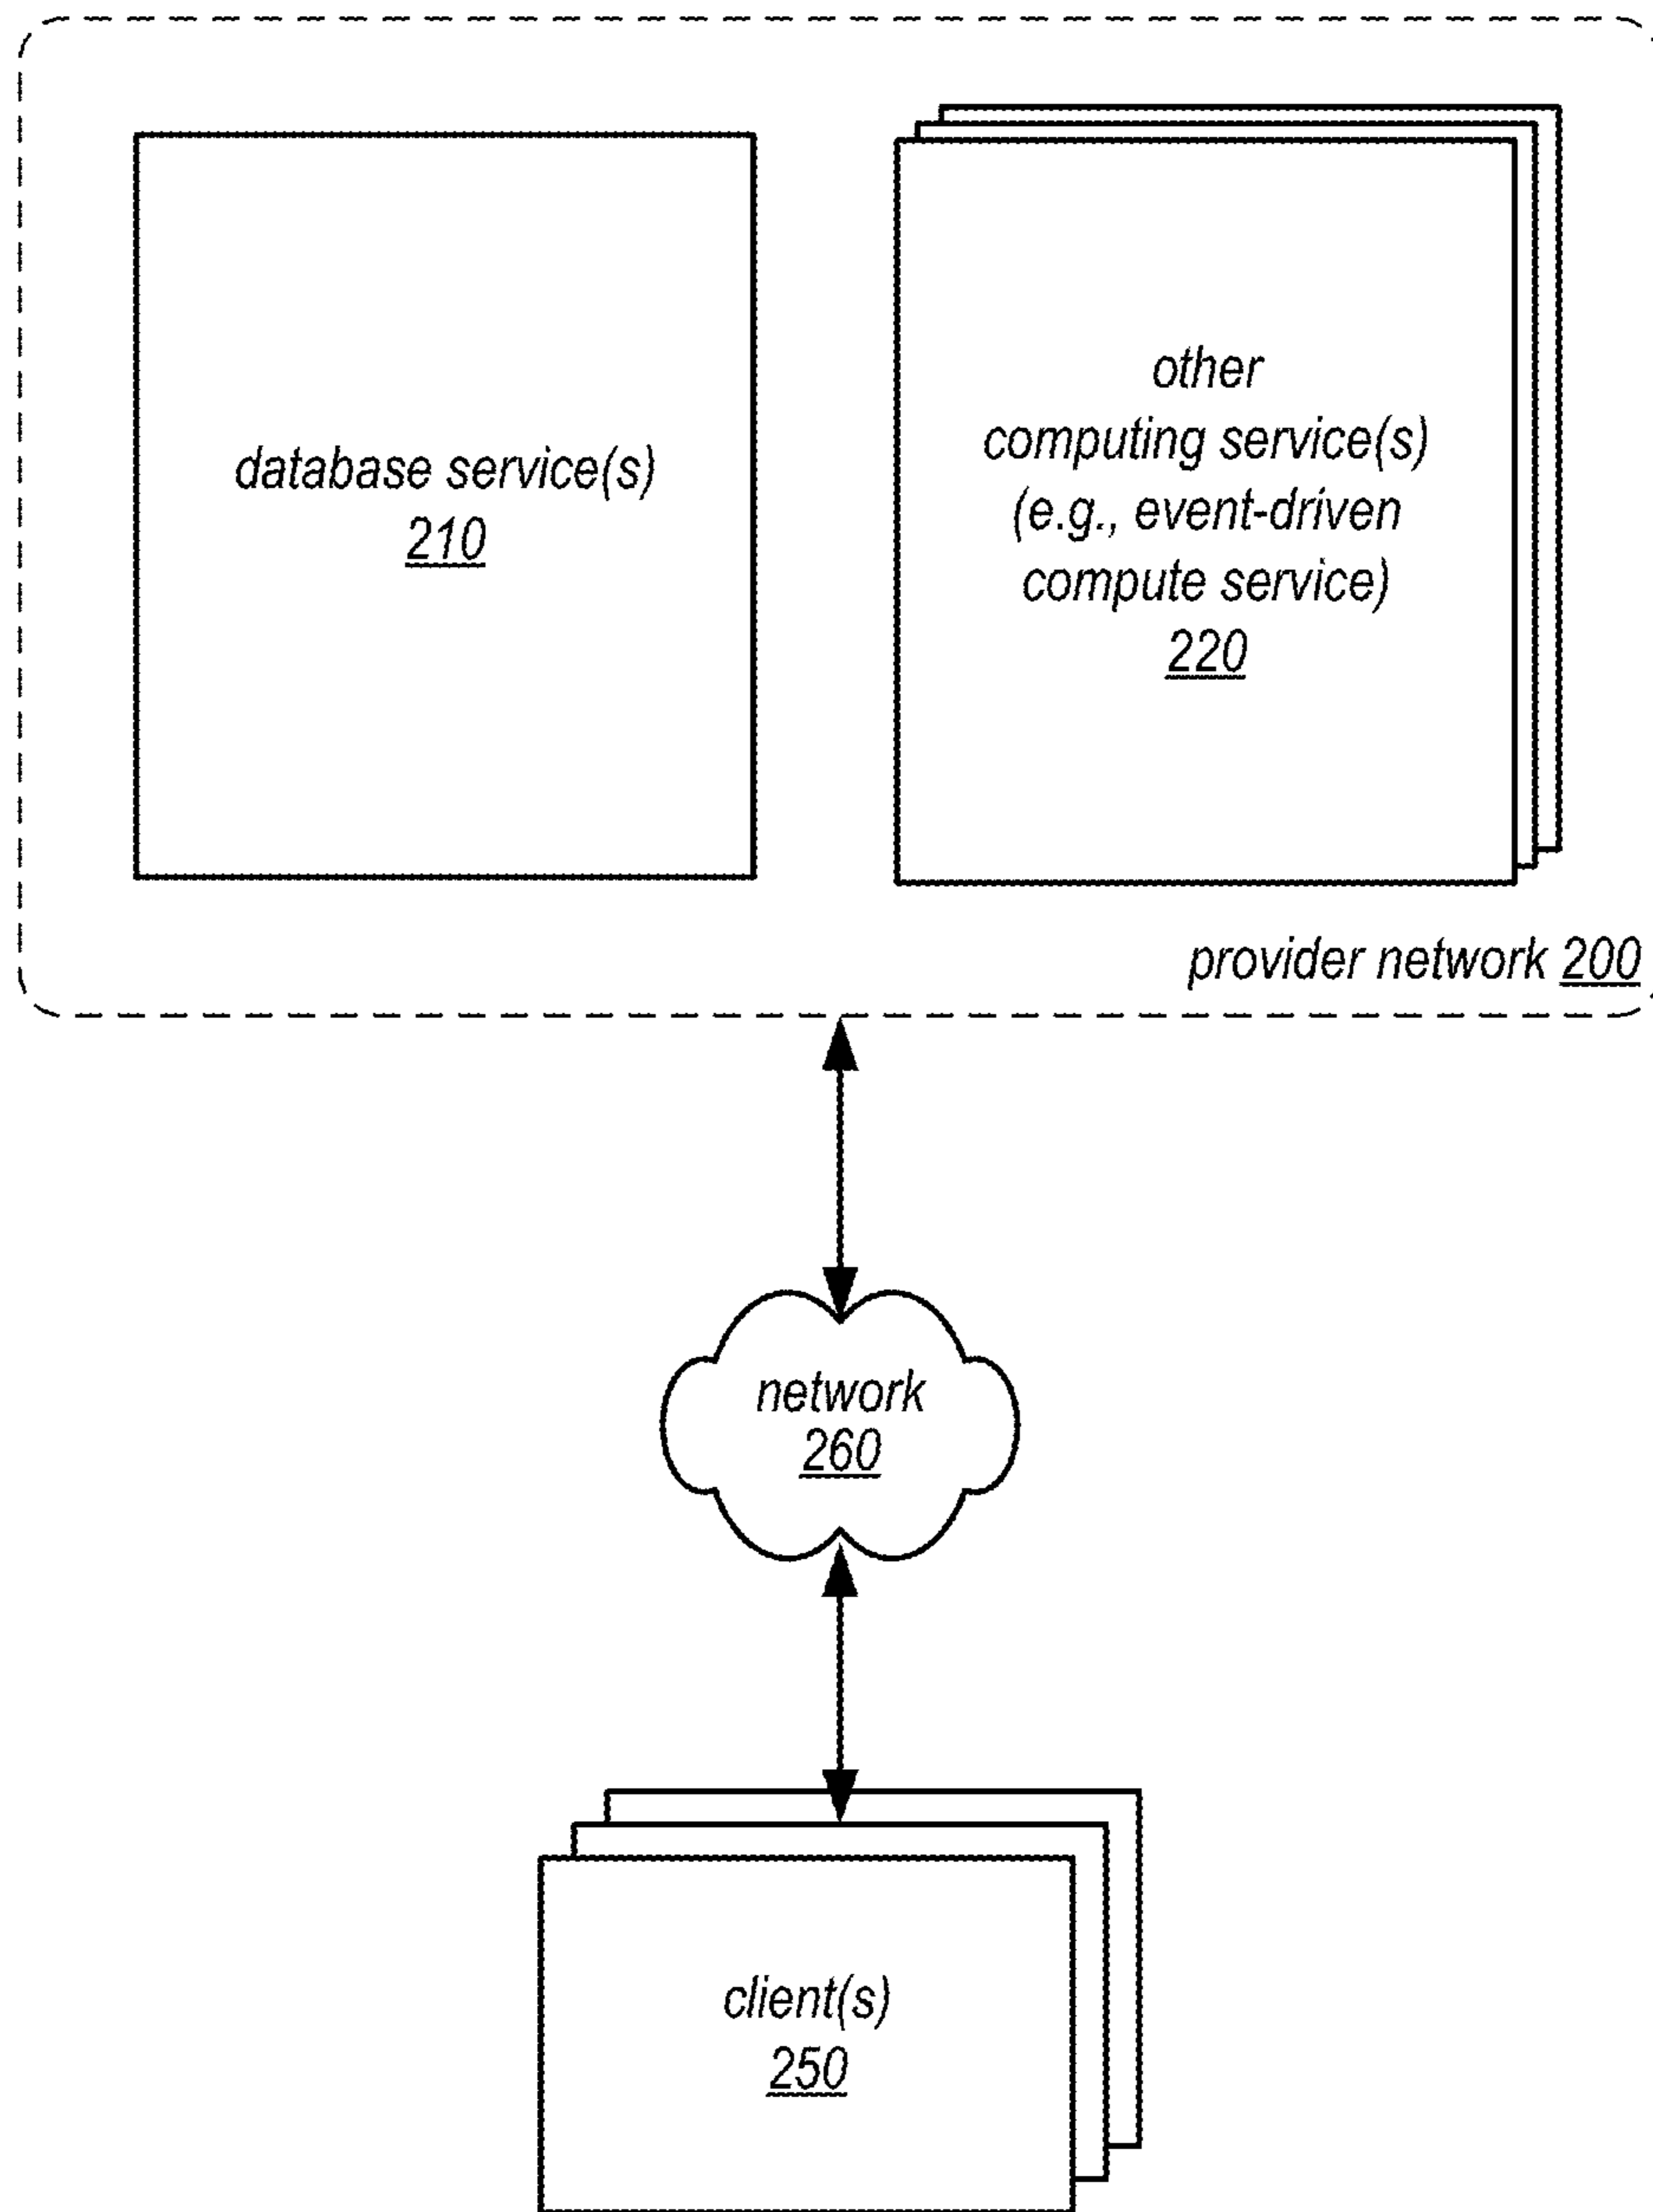 database service(s)
210
other
computing service(s)
(e.g., event-driven
compute service)
220
provider network 200
network
260
client(s)
250